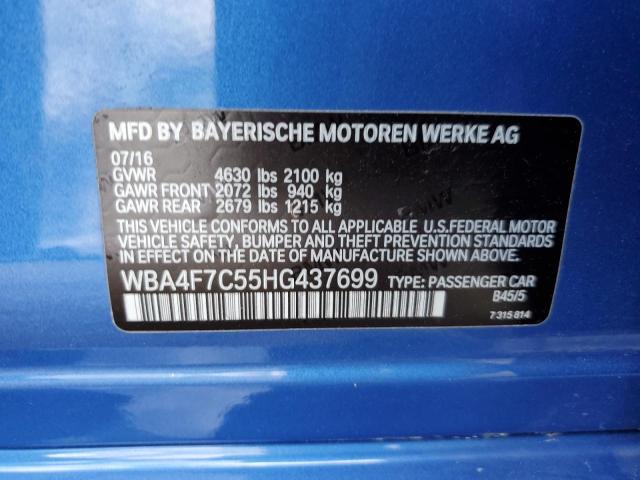 MFD BY BAYERISCHE MOTOREN WERKE AG
07/16
GVWR 4630 lbs 2100 kg
GAWR FRONT 2072 lbs 940 kg
GAWR REAR 2679 lbs 1215 kg
THIS VEHICLE CONFORMS TO ALL APPLICABLE U.S.FEDERAL MOTOR
VEHICLE SAFETY, BUMPER AND THEFT PREVENTION STANDARDS
IN EFFECT ON THE DATE OF MANUFACTURE SHOWN ABOVE.
WBA4F7C55HG437699 TYPE: PASSENGER CAR
B45/5
7 315 814